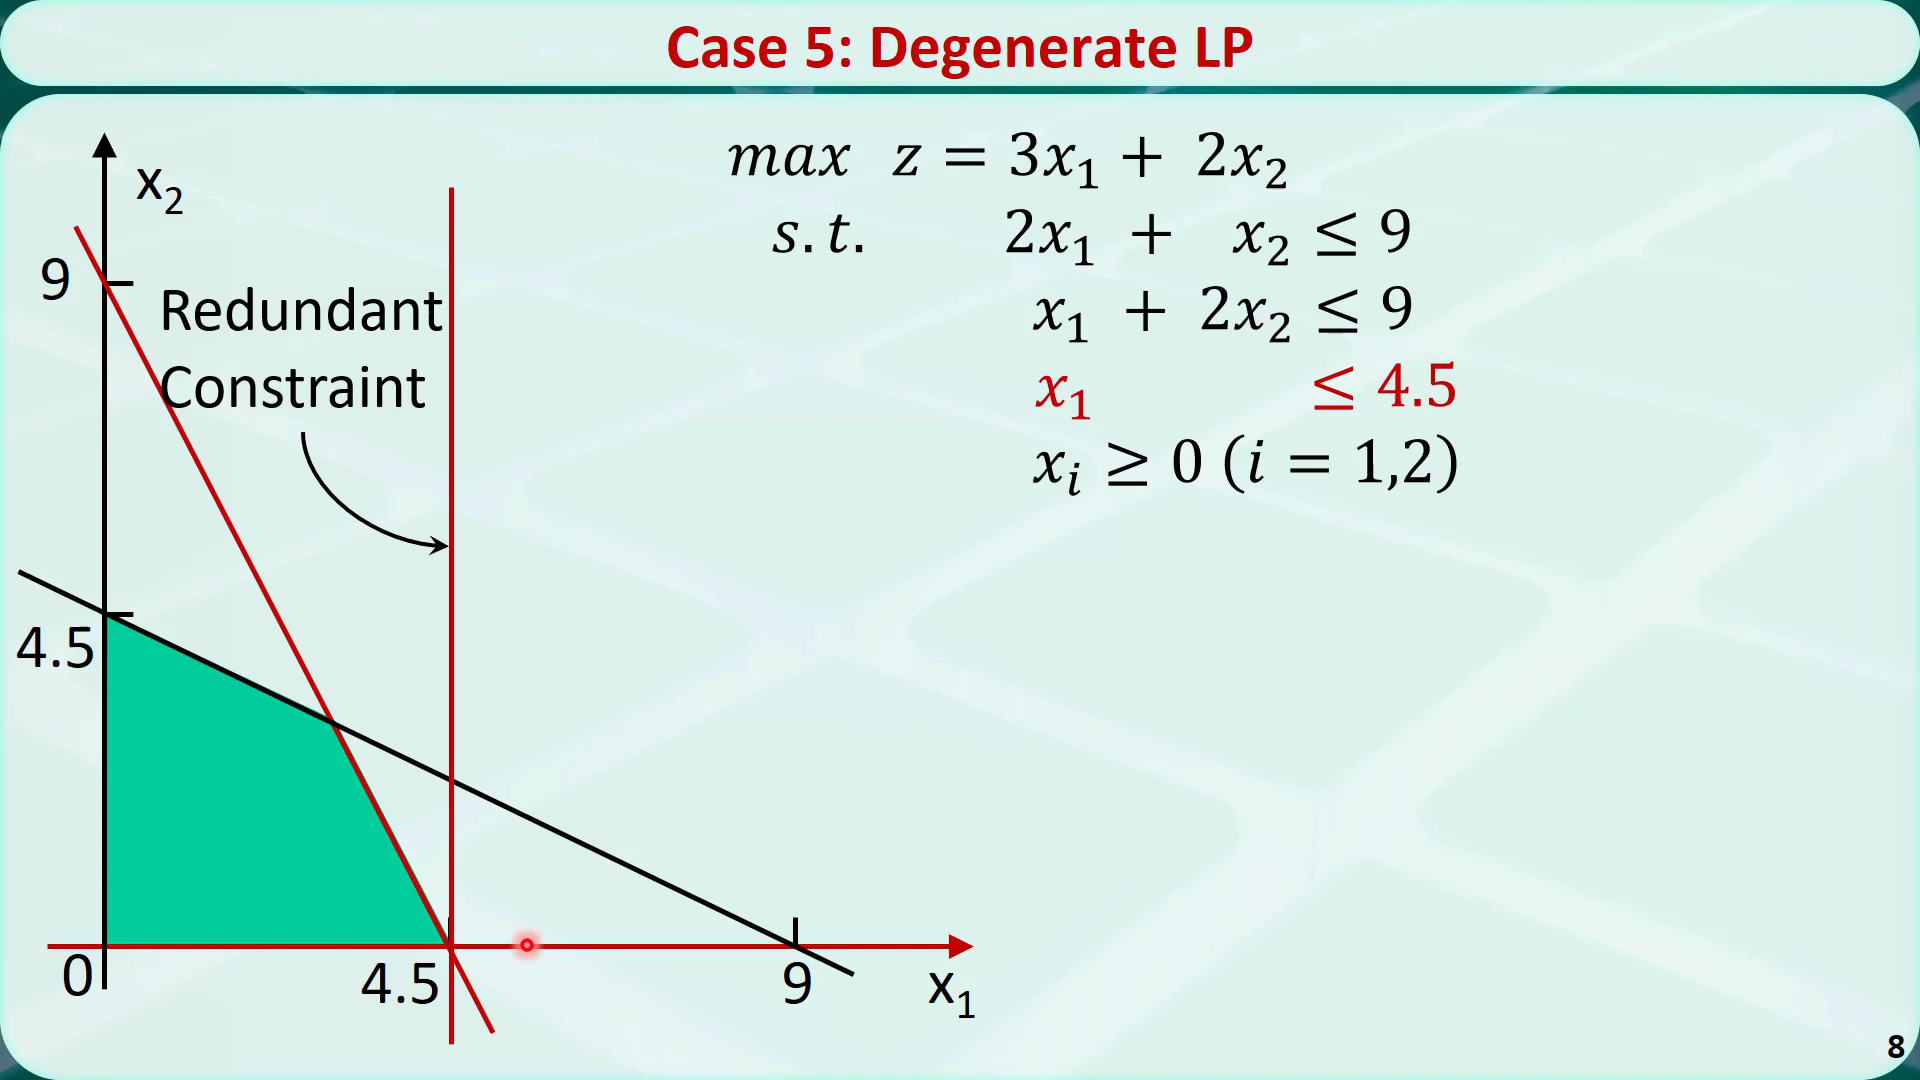 Case 5: Degenerate LP
max z = 3x₁ + 2x₂
s.t. 2x₁ + x₂ ≤ 9
x₁ + 2x₂ ≤ 9
x₁ ≤ 4.5
xᵢ ≥ 0 (i = 1,2)
x₂
9
Redundant
Constraint
4.5
0
4.5
9
x₁
8